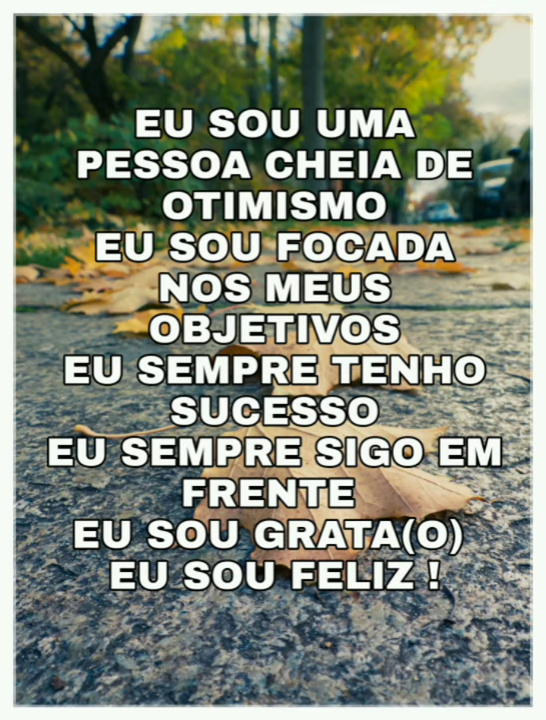 EU SOU UMA
PESSOA CHEIA DE
OTIMISMO
EU SOU FOCADA
NOS MEUS
OBJETIVOS
EU SEMPRE TENHO
SUCESSO
EU SEMPRE SIGO EM
FRENTE
EU SOU GRATA(O)
EU SOU FELIZ !